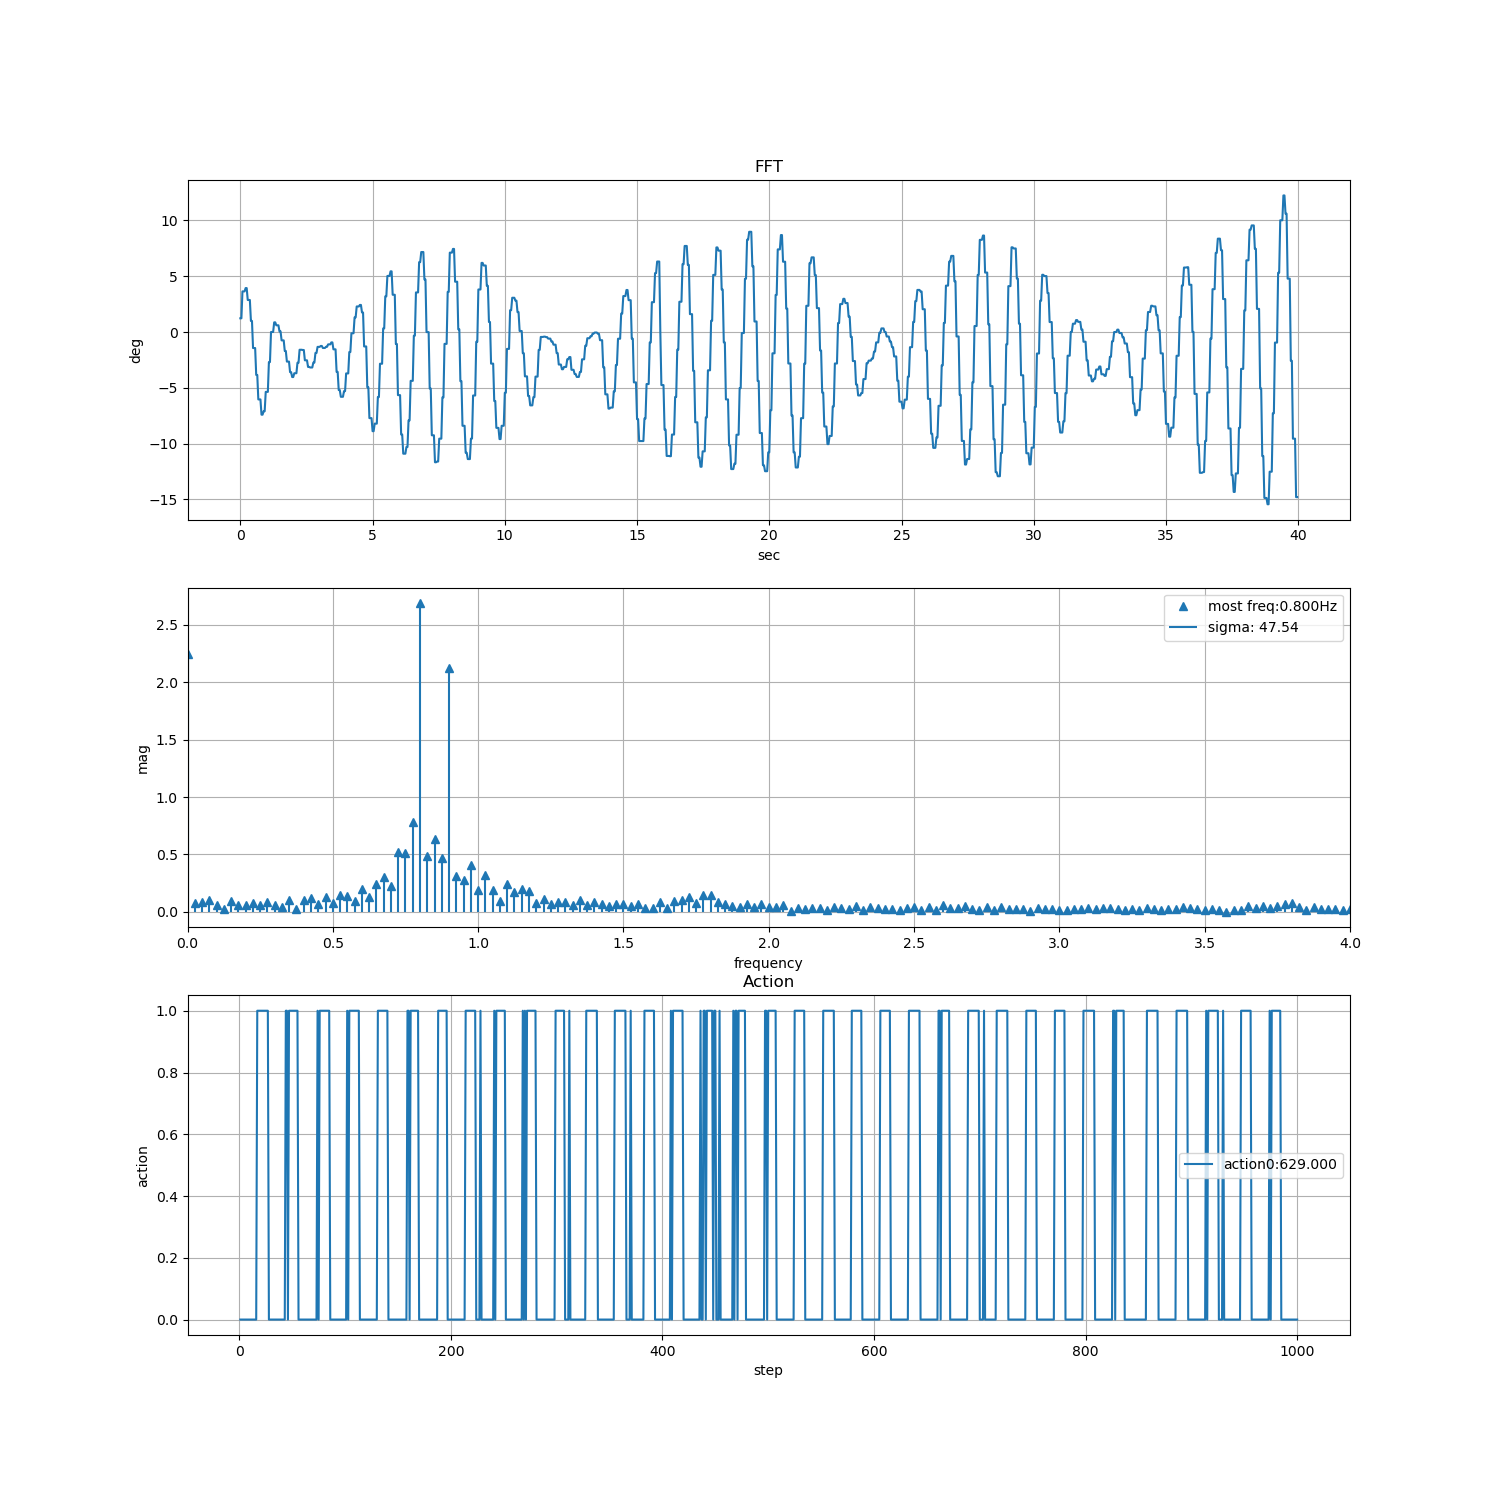 FFT
10
5
0
−5
−10
−15
deg
0 5 10 15 20 25 30 35 40
sec
2.5
2.0
1.5
1.0
0.5
0.0
mag
most freq:0.800Hz
sigma: 47.54
0.0 0.5 1.0 1.5 2.0 2.5 3.0 3.5 4.0
frequency
Action
1.0
0.8
0.6
0.4
0.2
0.0
action
action0:629.000
0 200 400 600 800 1000
step